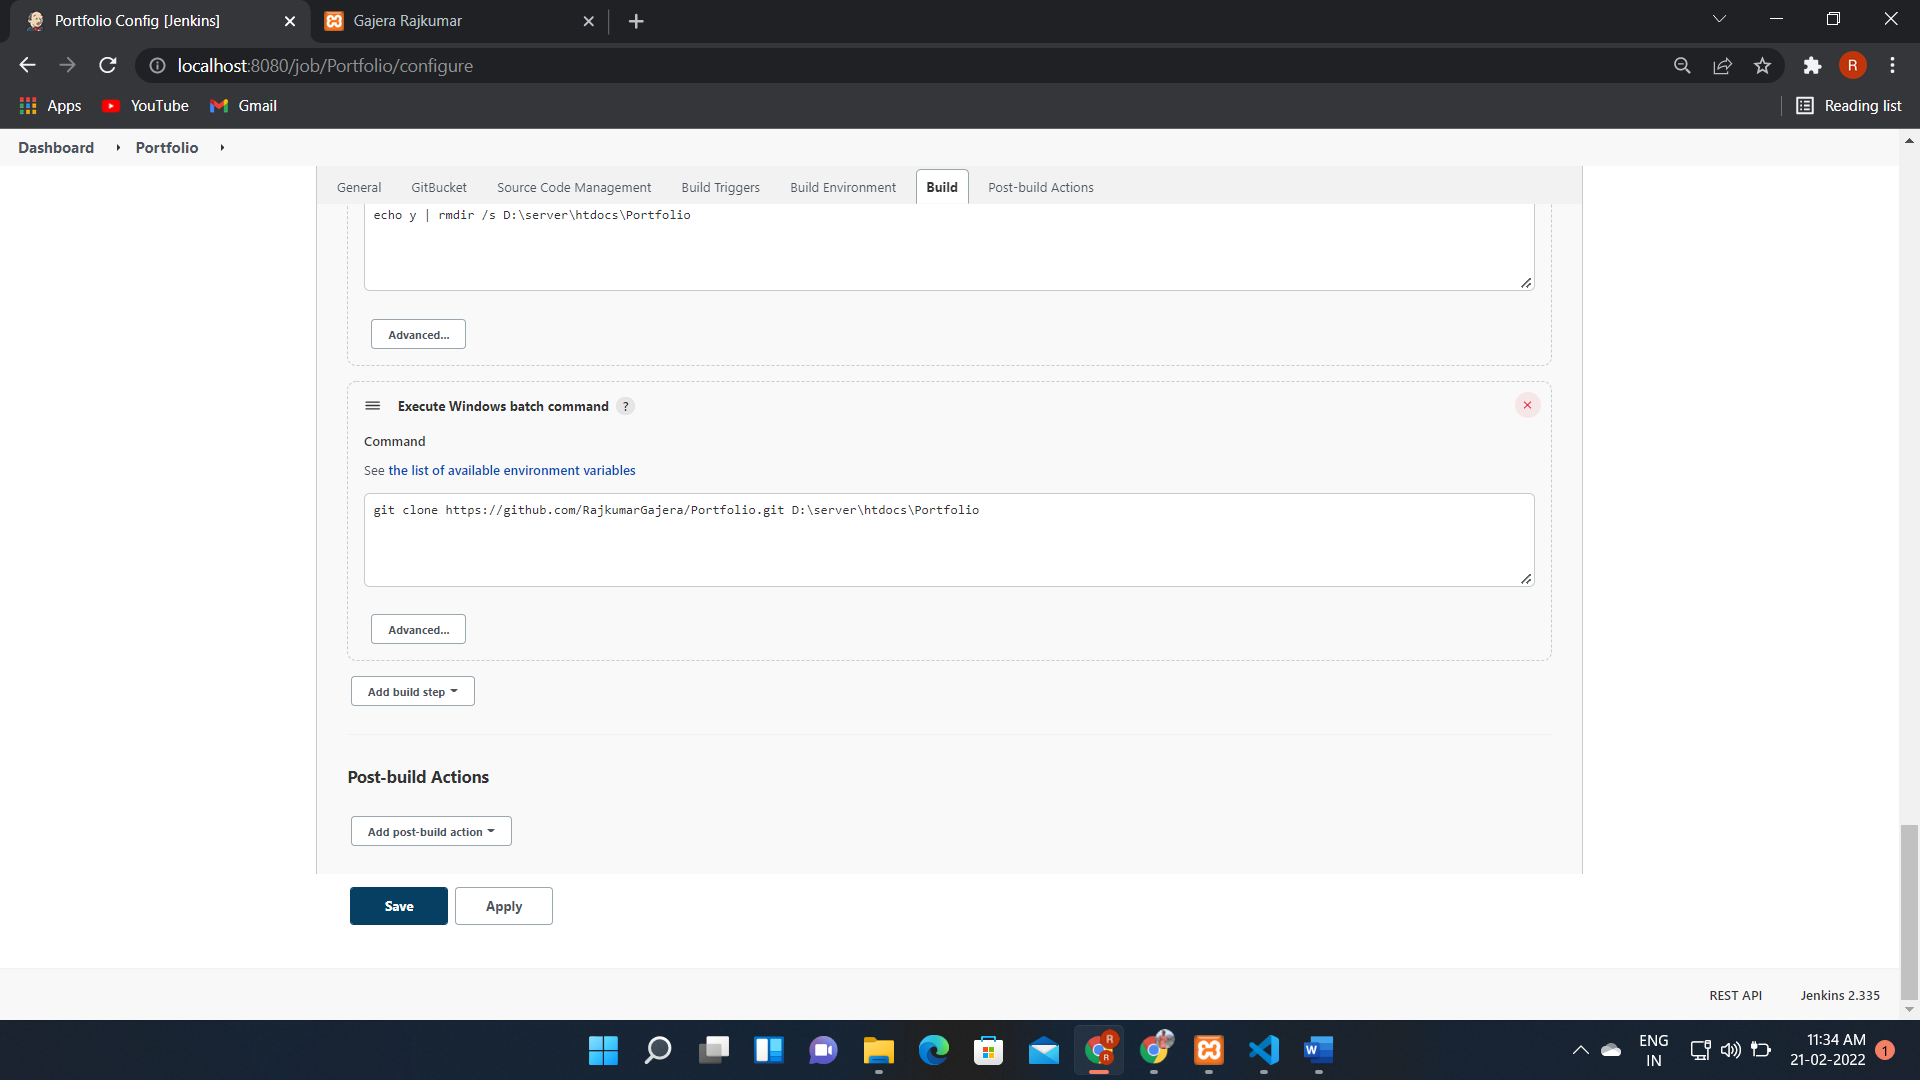 Portfolio Config [Jenkins]
Gajera Rajkumar
localhost:8080/job/Portfolio/configure
R
Apps
YouTube
Gmail
Reading list
Dashboard
Portfolio
General
GitBucket
Source Code Management
Build Triggers
Build Environment
Build
Post-build Actions
echo y | rmdir /s D:\server\htdocs\Portfolio
Advanced...
Execute Windows batch command ?
Command
See the list of available environment variables
git clone https://github.com/RajkumarGajera/Portfolio.git D:\server\htdocs\Portfolio
Advanced...
Add build step
Post-build Actions
Add post-build action
Save
Apply
REST API
Jenkins 2.335
R
R
W
ENG
IN
11:34 AM
21-02-2022
1